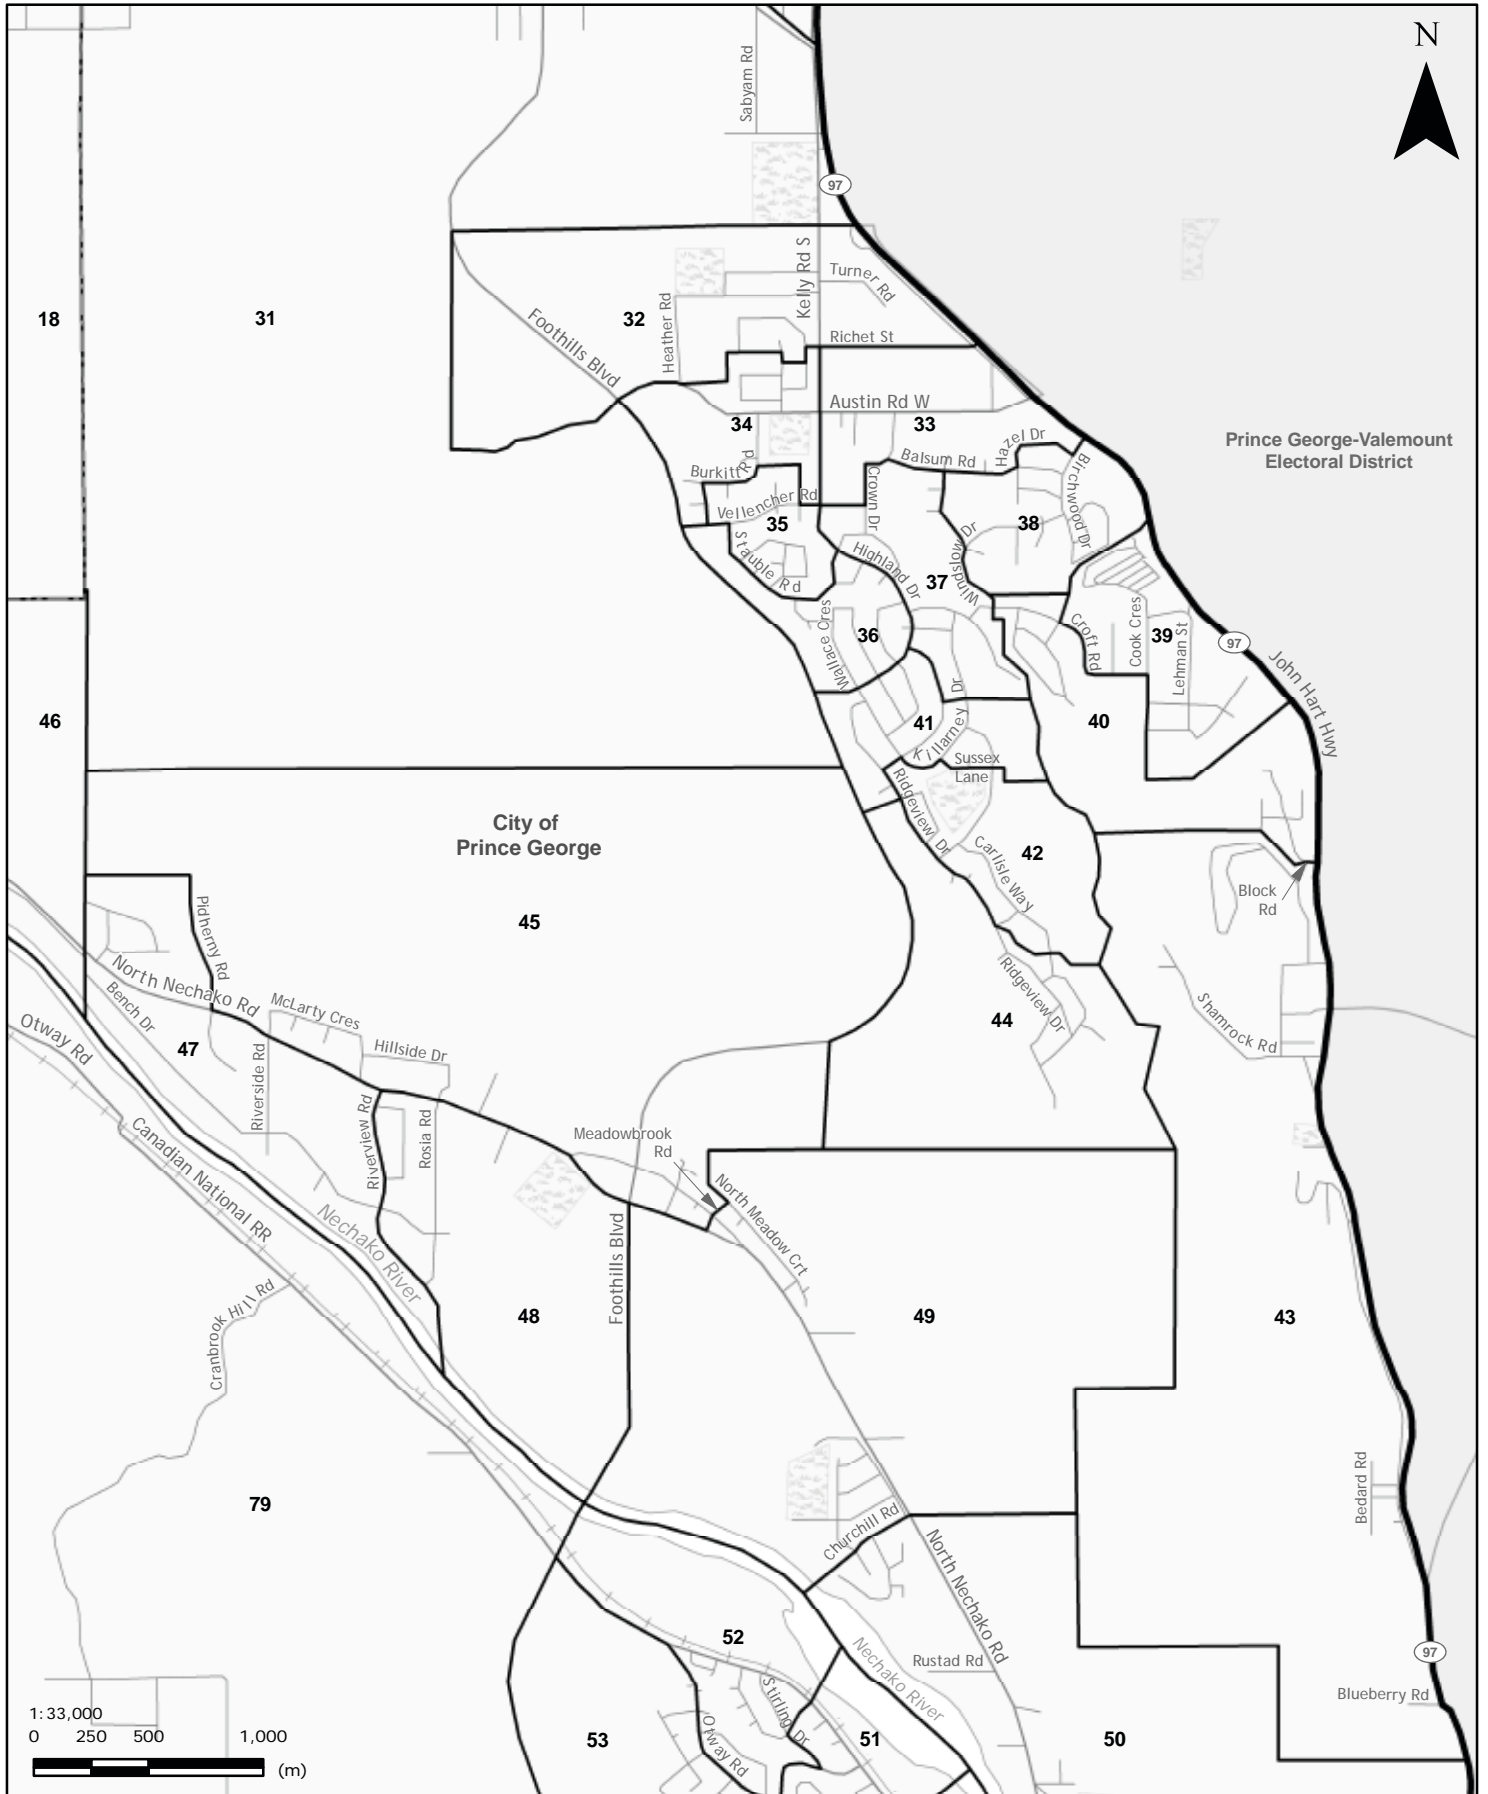 N
Sabyam Rd
97
Kelly Rd S
Turner Rd
18
31
32
Heather Rd
Foothills Blvd
Richet St
Austin Rd W
34
33
Hazel Dr
Prince George-Valemount
Electoral District
Burkitt Rd
Balsum Rd
Birchwood Dr
Vellencher Rd
Crown Dr
35
38
Stauble Rd
Highland Dr
Winslow Dr
37
Wallace Cres
36
Croft Rd
Cook Cres
39
Lehman St
97
John Hart Hwy
46
41
Killarney Dr
40
Sussex
Lane
Ridgeview Dr
City of
Prince George
42
Carlisle Way
Block
Rd
45
Pidherny Rd
North Nechako Rd
Bench Dr
McLarty Cres
Ridgeview Dr
Shamrock Rd
Otway Rd
47
Hillside Dr
44
Riverside Rd
Riverview Rd
Rosia Rd
Canadian National RR
Meadowbrook
Rd
North Meadow Crt
Nechako River
Foothills Blvd
Cranbrook Hill Rd
48
49
43
79
Bedard Rd
Churchill Rd
North Nechako Rd
52
Nechako River
Rustad Rd
97
Blueberry Rd
Stirling Dr
Otway Rd
53
51
50
1:33,000
0 250 500 1,000
(m)